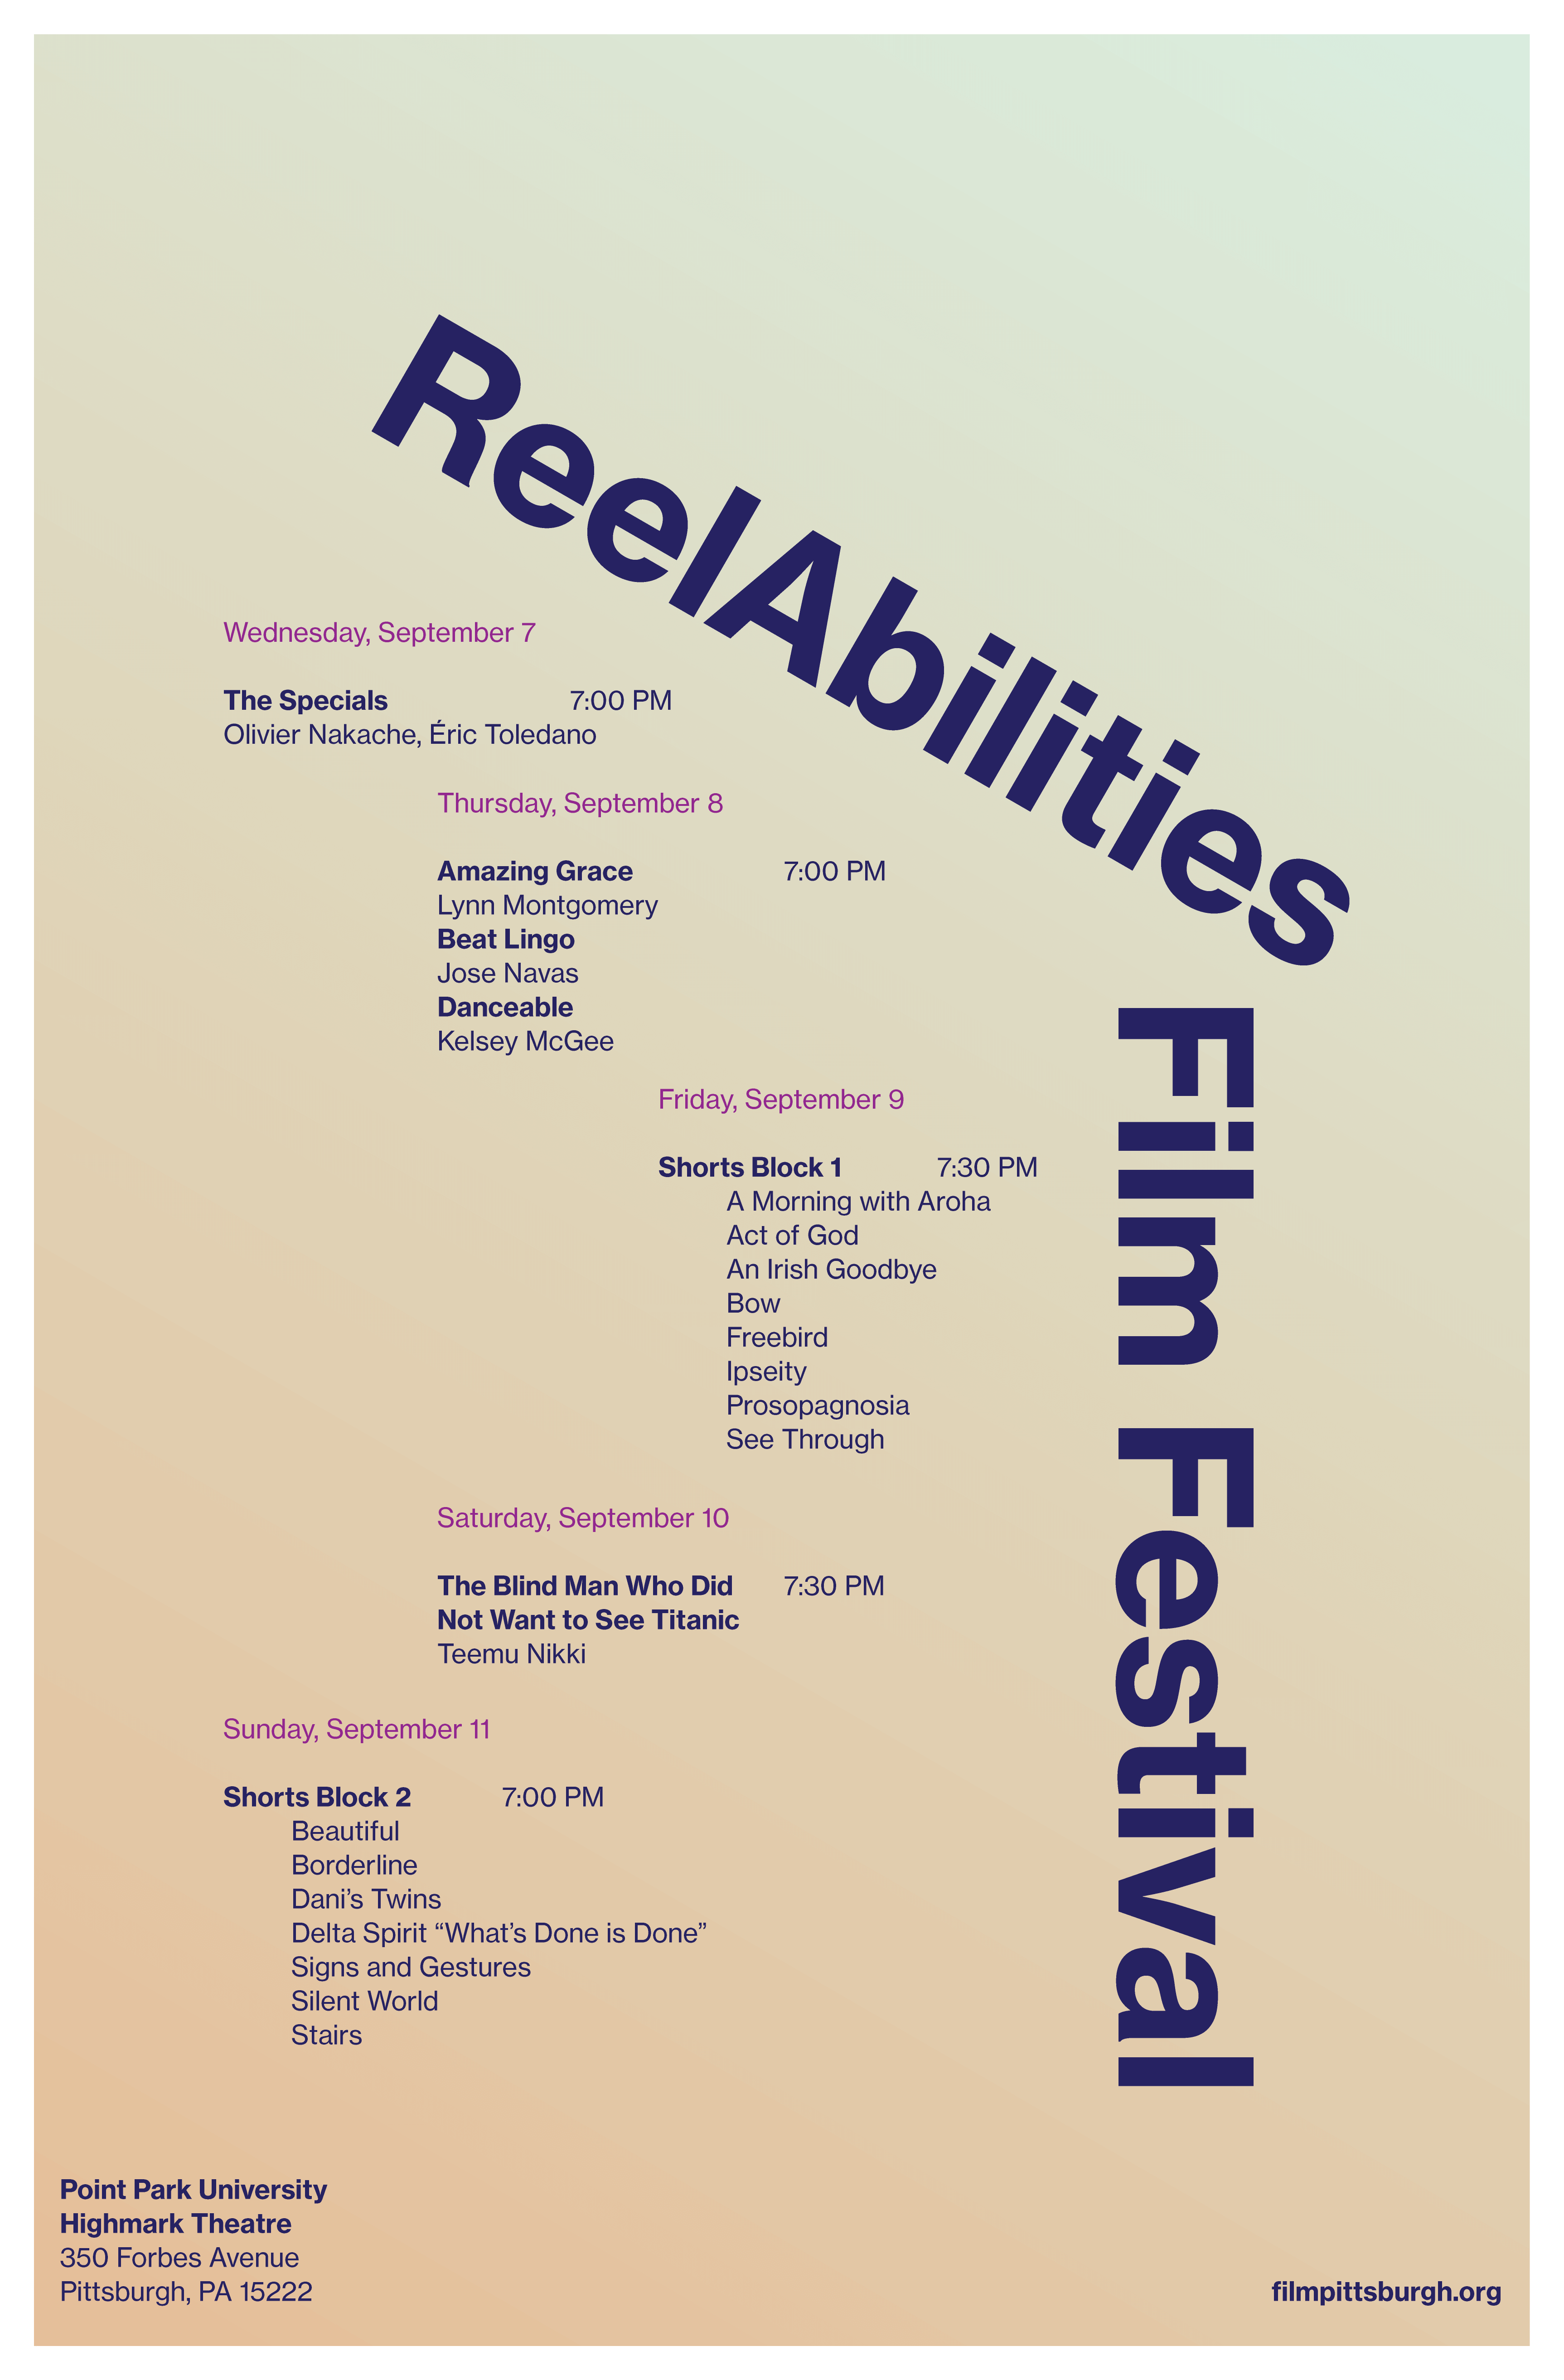 ReelAbilities
Film Festival
Wednesday, September 7
The Specials 7:00 PM
Olivier Nakache, Éric Toledano
Thursday, September 8
Amazing Grace 7:00 PM
Lynn Montgomery
Beat Lingo
Jose Navas
Danceable
Kelsey McGee
Friday, September 9
Shorts Block 1 7:30 PM
A Morning with Aroha
Act of God
An Irish Goodbye
Bow
Freebird
Ipseity
Prosopagnosia
See Through
Saturday, September 10
The Blind Man Who Did 7:30 PM
Not Want to See Titanic
Teemu Nikki
Sunday, September 11
Shorts Block 2 7:00 PM
Beautiful
Borderline
Dani’s Twins
Delta Spirit “What’s Done is Done”
Signs and Gestures
Silent World
Stairs
Point Park University
Highmark Theatre
350 Forbes Avenue
Pittsburgh, PA 15222
filmpittsburgh.org